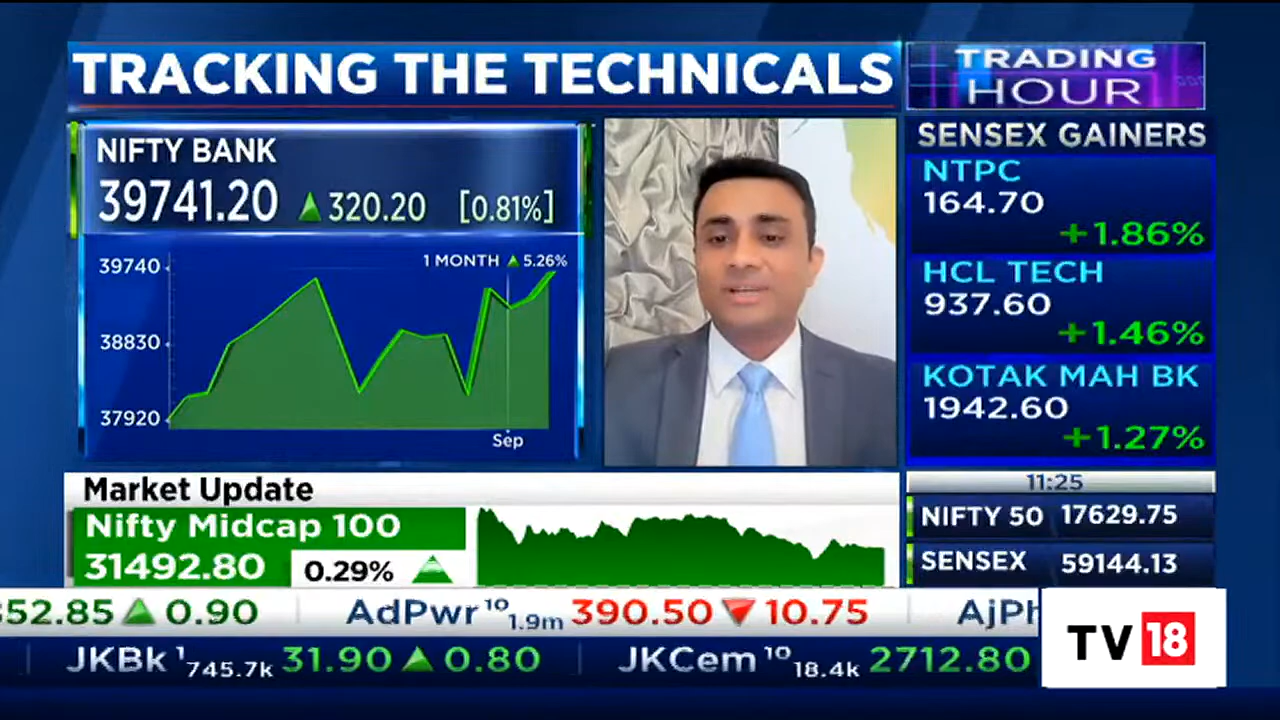 TRACKING THE TECHNICALS
TRADING
HOUR
NIFTY BANK
39741.20 ▲ 320.20 [0.81%]
1 MONTH ▲ 5.26%
39740
38830
37920
Sep
SENSEX GAINERS
NTPC
164.70
+1.86%
HCL TECH
937.60
+1.46%
KOTAK MAH BK
1942.60
+1.27%
11:25
NIFTY 50 17629.75
SENSEX 59144.13
Market Update
Nifty Midcap 100
31492.80 0.29% ▲
352.85 ▲ 0.90 AdPwr 10 1.9m 390.50 ▼ 10.75 AjPh
JKBk 1 745.7k 31.90 ▲ 0.80 JKCem 10 18.4k 2712.80
TV 18